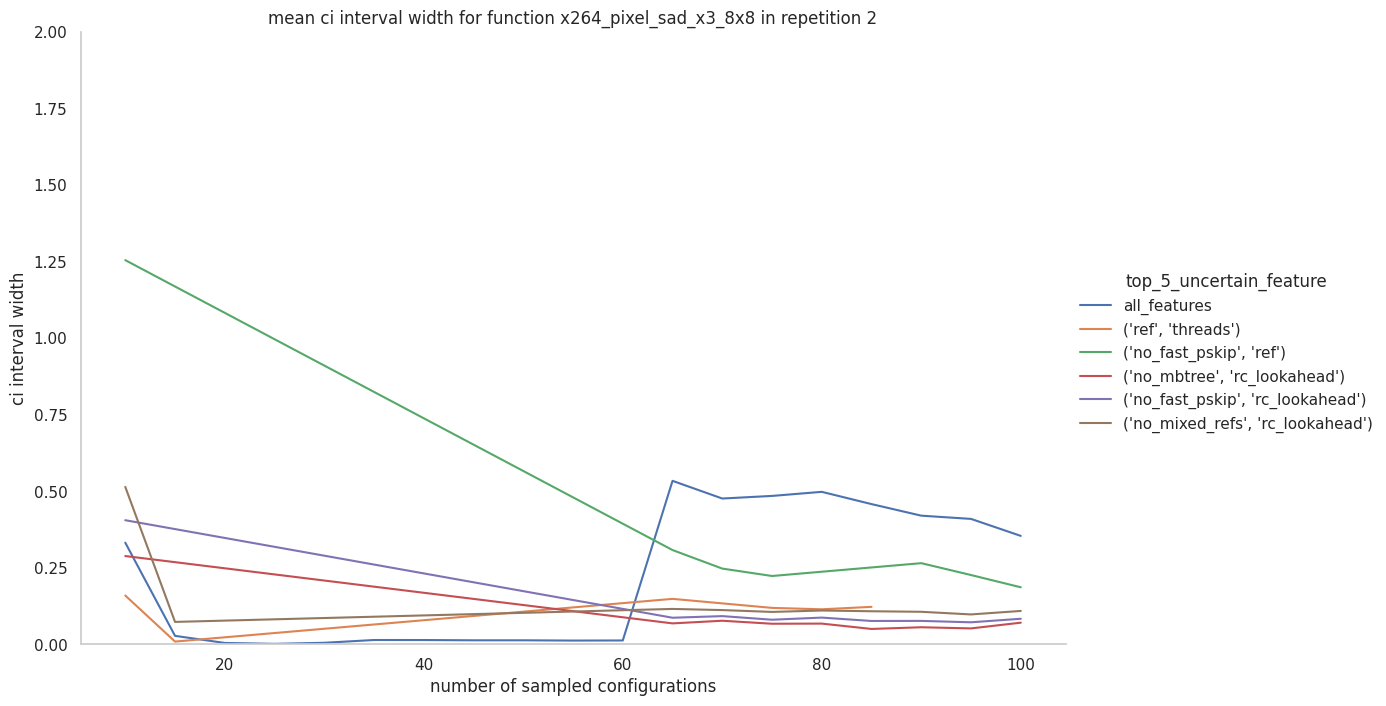 mean ci interval width for function x264_pixel_sad_x3_8x8 in repetition 2
2.00
1.75
1.50
1.25
1.00
0.75
0.50
0.25
0.00
ci interval width
20
40
60
80
100
number of sampled configurations
top_5_uncertain_feature
all_features
('ref', 'threads')
('no_fast_pskip', 'ref')
('no_mbtree', 'rc_lookahead')
('no_fast_pskip', 'rc_lookahead')
('no_mixed_refs', 'rc_lookahead')